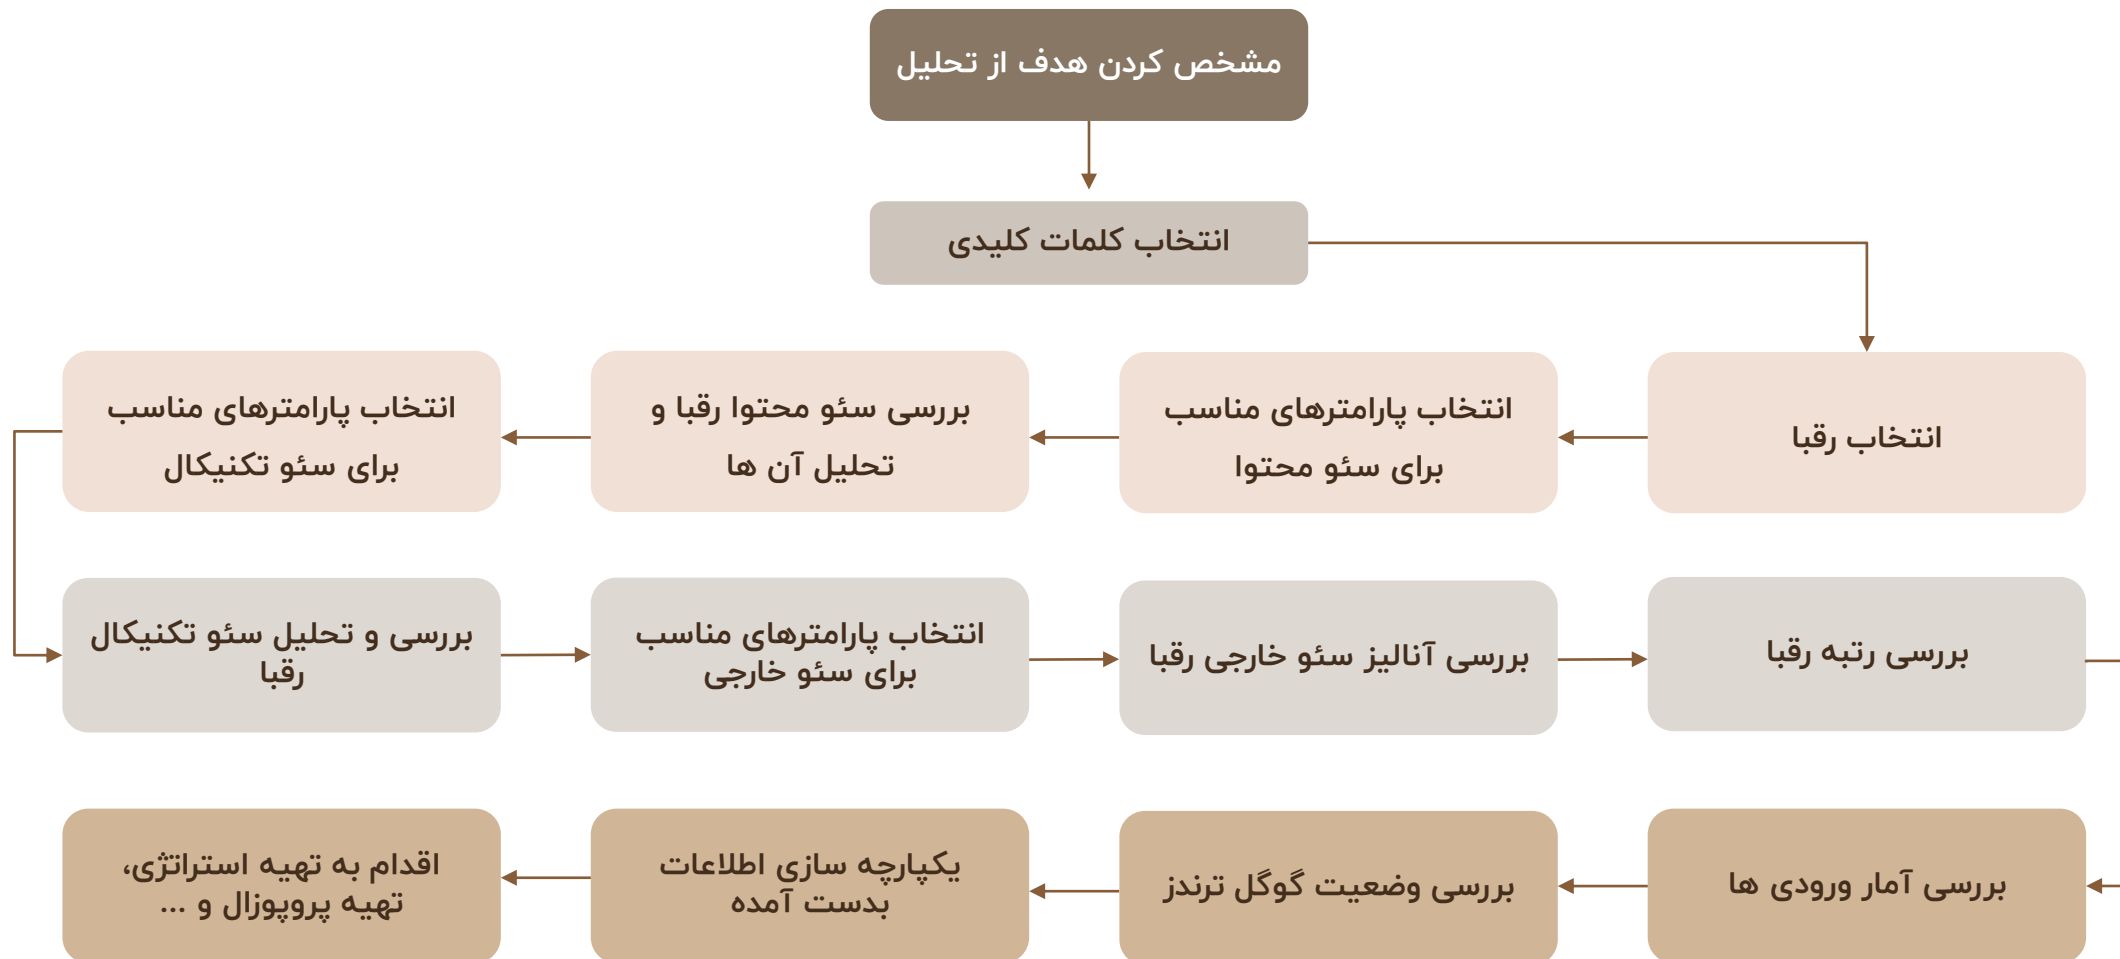 مشخص کردن هدف از تحلیل
انتخاب کلمات کلیدی
انتخاب رقبا
انتخاب پارامترهای مناسب
برای سئو محتوا
بررسی سئو محتوا رقبا و
تحلیل آن ها
انتخاب پارامترهای مناسب
برای سئو تکنیکال
بررسی و تحلیل سئو تکنیکال
رقبا
انتخاب پارامترهای مناسب
برای سئو خارجی
بررسی آنالیز سئو خارجی رقبا
بررسی رتبه رقبا
بررسی آمار ورودی ها
بررسی وضعیت گوگل ترندز
یکپارچه سازی اطلاعات
بدست آمده
اقدام به تهیه استراتژی،
تهیه پروپوزال و ...